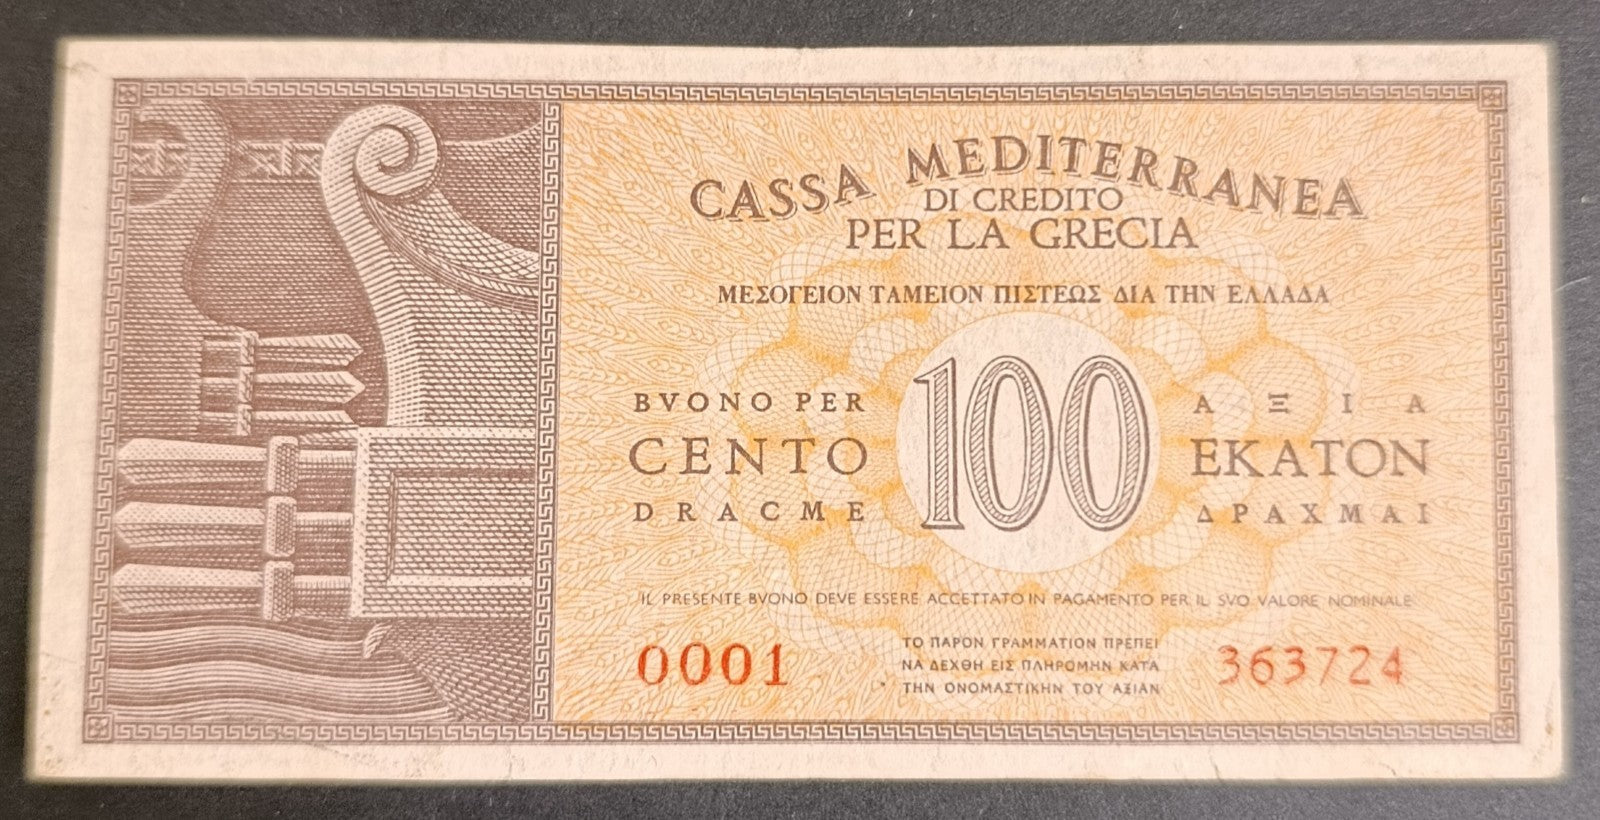 CASSA MEDITERRANEA
DI CREDITO
PER LA GRECIA
ΜΕΣΟΓΕΙΟΝ ΤΑΜΕΙΟΝ ΠΙΣΤΕΩΣ ΔΙΑ ΤΗΝ ΕΛΛΑΔΑ
BVONO PER
CENTO
DRACME
100
ΑΞΙΑ
ΕΚΑΤΟΝ
ΔΡΑΧΜΑΙ
IL PRESENTE BVONO DEVE ESSERE ACCETTATO IN PAGAMENTO PER IL SVO VALORE NOMINALE
0001
ΤΟ ΠΑΡΟΝ ΓΡΑΜΜΑΤΙΟΝ ΠΡΕΠΕΙ
ΝΑ ΔΕΧΘΗ ΕΙΣ ΠΛΗΡΟΜΗΝ ΚΑΤΑ
ΤΗΝ ΟΝΟΜΑΣΤΙΚΗΝ ΤΟΥ ΑΞΙΑΝ
363724